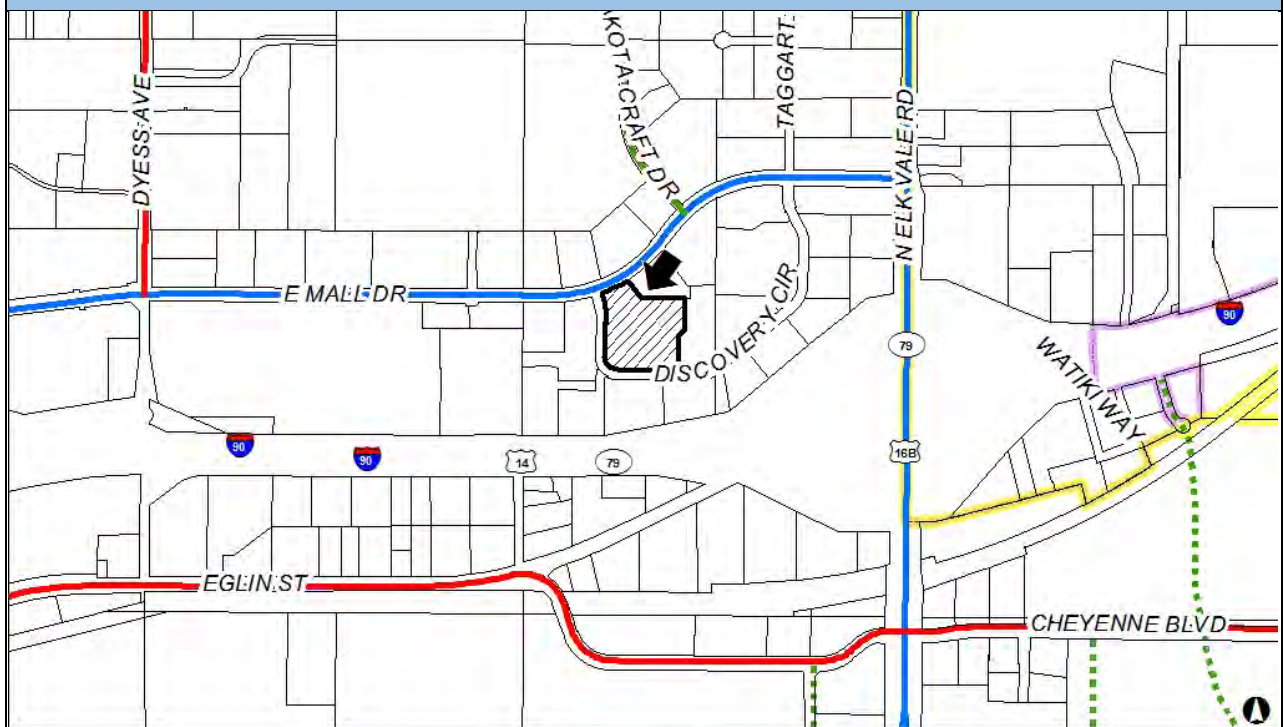 DYESS AVE
AKOTA CRAFT DR
TAGGART
N ELK VALE RD
E MALL DR
DISCOVERY CIR
90
79
WATIKI WAY
90
90
14
79
16B
EGLIN ST
CHEYENNE BLVD